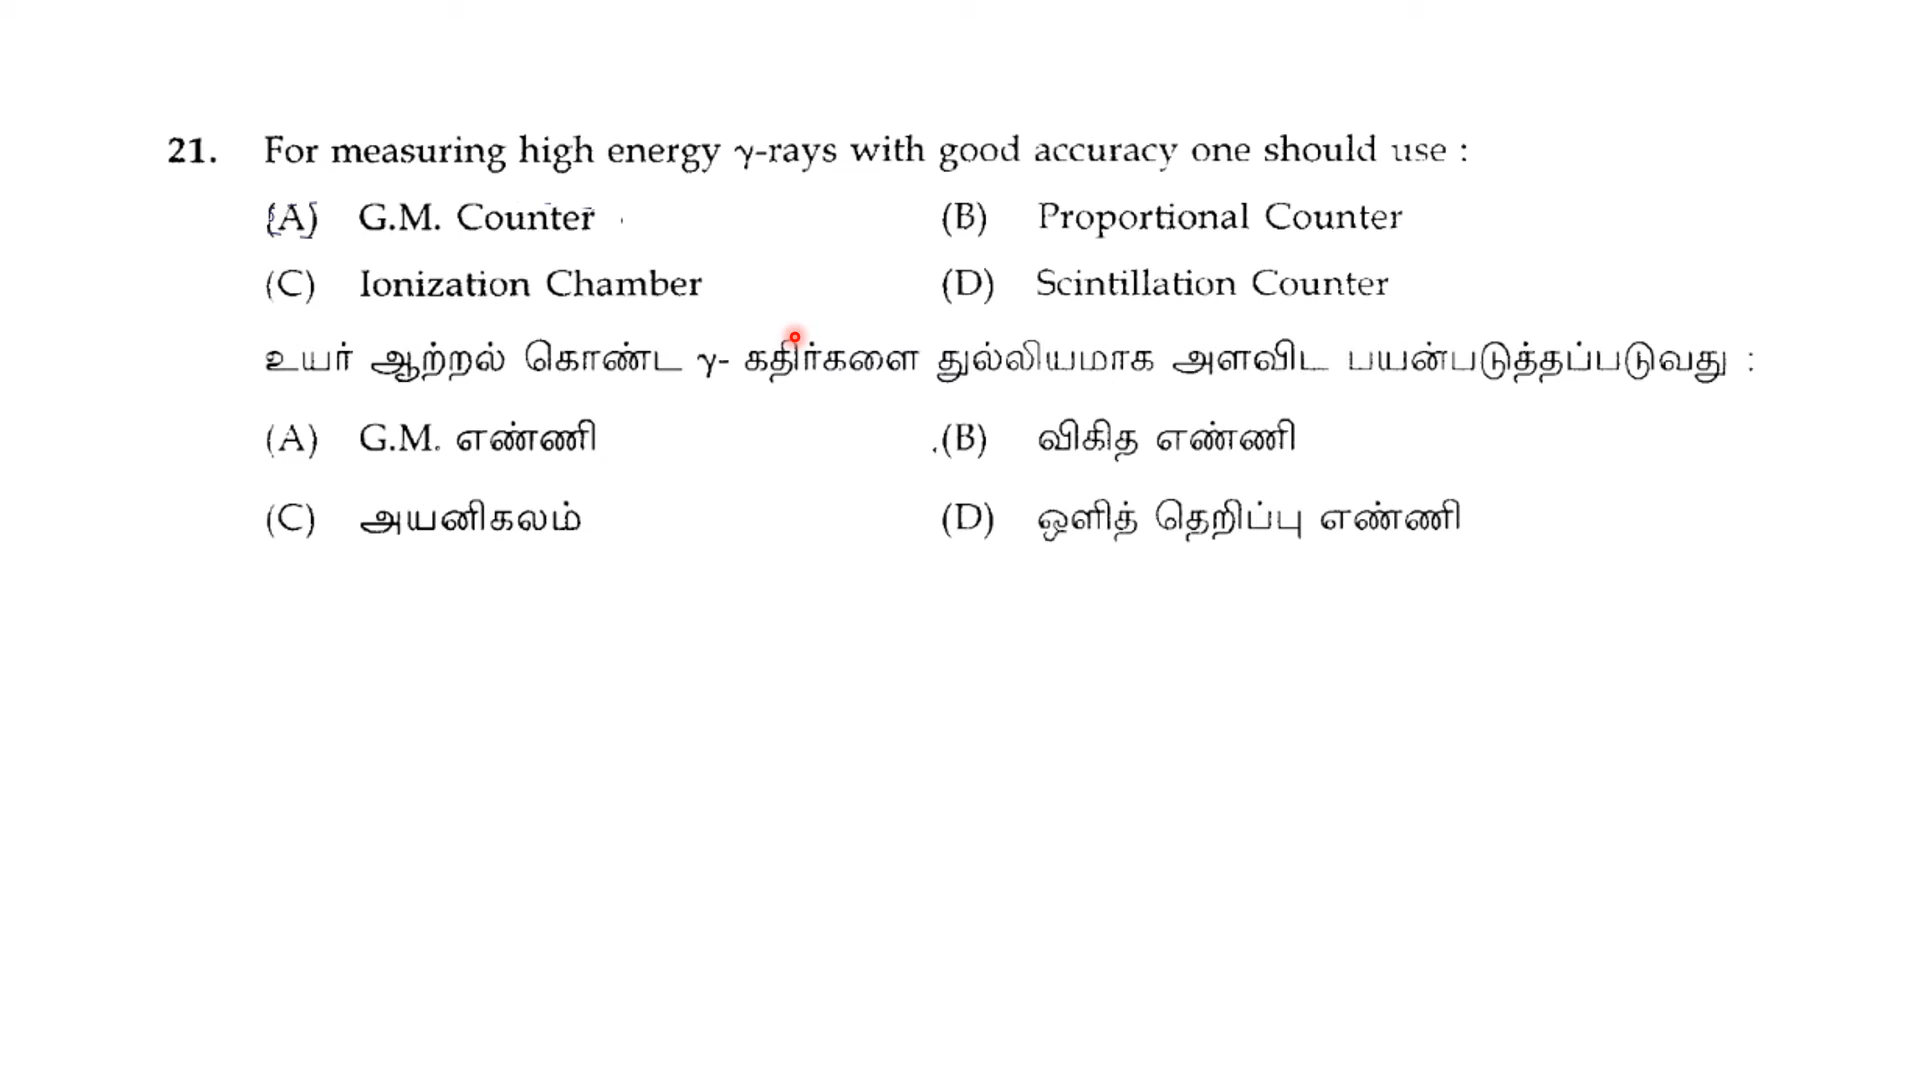 21. For measuring high energy γ-rays with good accuracy one should use :
(A) G.M. Counter (B) Proportional Counter
(C) Ionization Chamber (D) Scintillation Counter
உயர் ஆற்றல் கொண்ட γ- கதிர்களை துல்லியமாக அளவிட பயன்படுத்தப்படுவது :
(A) G.M. எண்ணி (B) விகித எண்ணி
(C) அயனிகலம் (D) ஒளித் தெறிப்பு எண்ணி